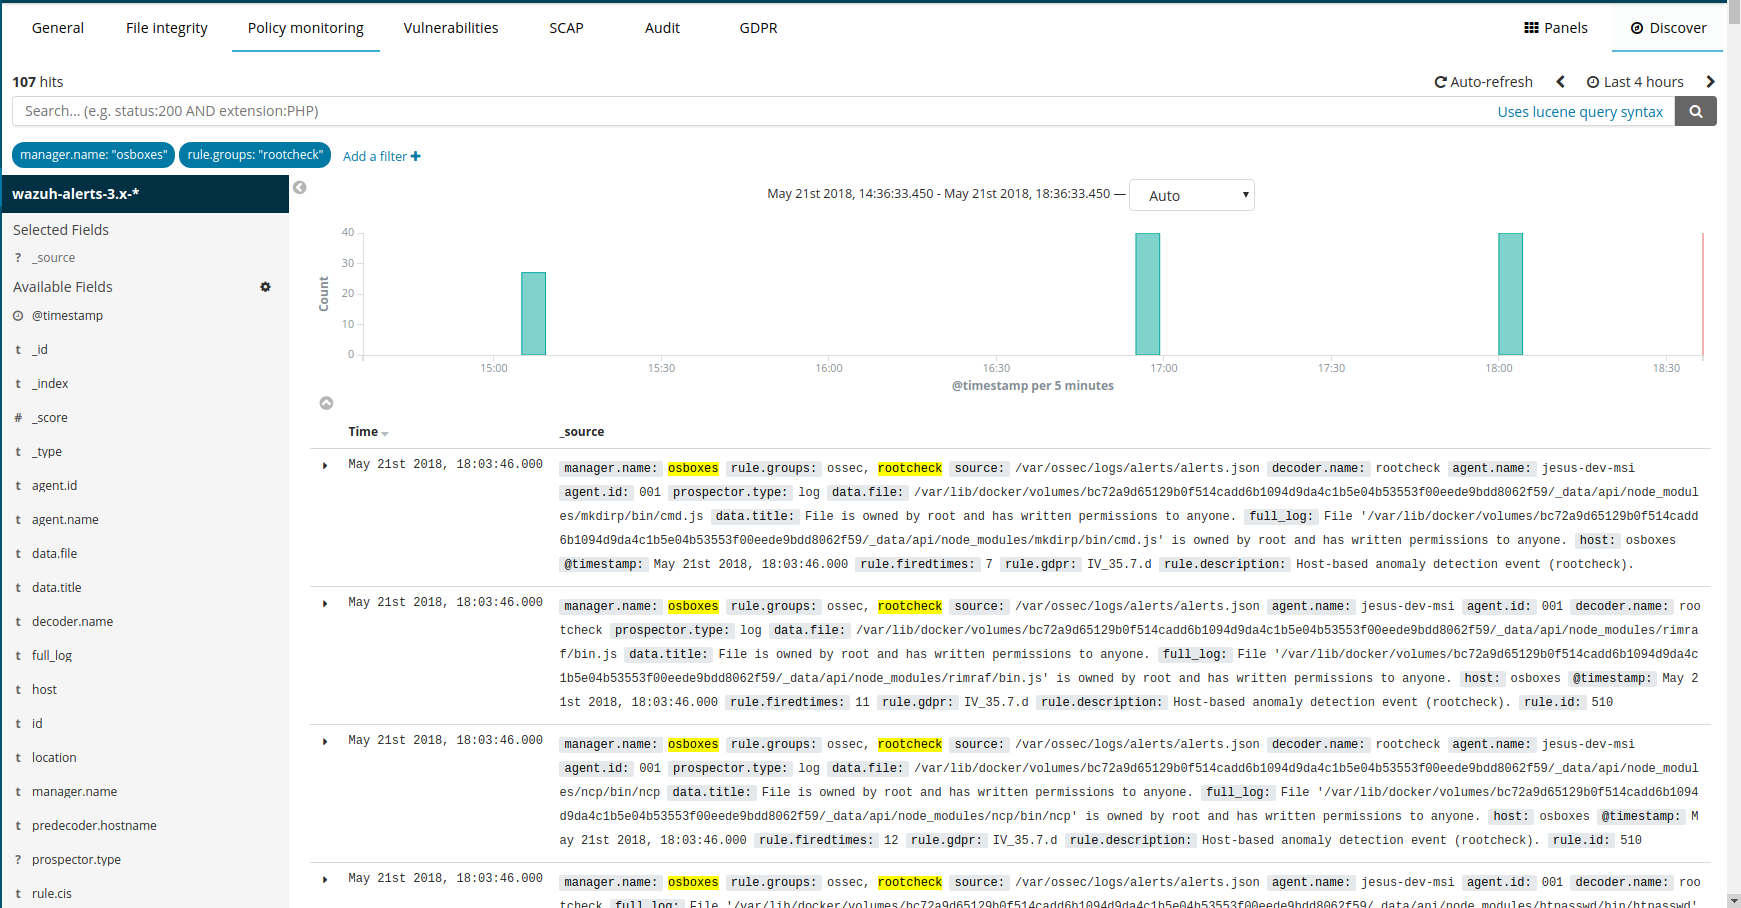 General File integrity Policy monitoring Vulnerabilities SCAP Audit GDPR Panels Discover
107 hits Auto-refresh Last 4 hours
Search... (e.g. status:200 AND extension:PHP) Uses lucene query syntax
manager.name: "osboxes" rule.groups: "rootcheck" Add a filter +
wazuh-alerts-3.x-*
Selected Fields
? _source
Available Fields
@timestamp
t _id
t _index
# _score
t _type
t agent.id
t agent.name
t data.file
t data.title
t decoder.name
t full_log
t host
t id
t location
t manager.name
t predecoder.hostname
? prospector.type
t rule.cis
May 21st 2018, 14:36:33.450 - May 21st 2018, 18:36:33.450 — Auto
Count
40
30
20
10
0
15:00 15:30 16:00 16:30 17:00 17:30 18:00 18:30
@timestamp per 5 minutes
Time _source
May 21st 2018, 18:03:46.000 manager.name: osboxes rule.groups: ossec, rootcheck source: /var/ossec/logs/alerts/alerts.json decoder.name: rootcheck agent.name: jesus-dev-msi
agent.id: 001 prospector.type: log data.file: /var/lib/docker/volumes/bc72a9d65129b0f514cadd6b1094d9da4c1b5e04b53553f00eede9bdd8062f59/_data/api/node_modul
es/mkdirp/bin/cmd.js data.title: File is owned by root and has written permissions to anyone. full_log: File '/var/lib/docker/volumes/bc72a9d65129b0f514cadd
6b1094d9da4c1b5e04b53553f00eede9bdd8062f59/_data/api/node_modules/mkdirp/bin/cmd.js' is owned by root and has written permissions to anyone. host: osboxes
@timestamp: May 21st 2018, 18:03:46.000 rule.firedtimes: 7 rule.gdpr: IV_35.7.d rule.description: Host-based anomaly detection event (rootcheck).
May 21st 2018, 18:03:46.000 manager.name: osboxes rule.groups: ossec, rootcheck source: /var/ossec/logs/alerts/alerts.json agent.name: jesus-dev-msi agent.id: 001 decoder.name: roo
tcheck prospector.type: log data.file: /var/lib/docker/volumes/bc72a9d65129b0f514cadd6b1094d9da4c1b5e04b53553f00eede9bdd8062f59/_data/api/node_modules/rimra
f/bin.js data.title: File is owned by root and has written permissions to anyone. full_log: File '/var/lib/docker/volumes/bc72a9d65129b0f514cadd6b1094d9da4c
1b5e04b53553f00eede9bdd8062f59/_data/api/node_modules/rimraf/bin.js' is owned by root and has written permissions to anyone. host: osboxes @timestamp: May 2
1st 2018, 18:03:46.000 rule.firedtimes: 11 rule.gdpr: IV_35.7.d rule.description: Host-based anomaly detection event (rootcheck). rule.id: 510
May 21st 2018, 18:03:46.000 manager.name: osboxes rule.groups: ossec, rootcheck source: /var/ossec/logs/alerts/alerts.json decoder.name: rootcheck agent.name: jesus-dev-msi
agent.id: 001 prospector.type: log data.file: /var/lib/docker/volumes/bc72a9d65129b0f514cadd6b1094d9da4c1b5e04b53553f00eede9bdd8062f59/_data/api/node_modul
es/ncp/bin/ncp data.title: File is owned by root and has written permissions to anyone. full_log: File '/var/lib/docker/volumes/bc72a9d65129b0f514cadd6b1094
d9da4c1b5e04b53553f00eede9bdd8062f59/_data/api/node_modules/ncp/bin/ncp' is owned by root and has written permissions to anyone. host: osboxes @timestamp: M
ay 21st 2018, 18:03:46.000 rule.firedtimes: 12 rule.gdpr: IV_35.7.d rule.description: Host-based anomaly detection event (rootcheck). rule.id: 510
May 21st 2018, 18:03:46.000 manager.name: osboxes rule.groups: ossec, rootcheck source: /var/ossec/logs/alerts/alerts.json agent.name: jesus-dev-msi agent.id: 001 decoder.name: roo
tcheck full_log: File '/var/lib/docker/volumes/bc72a9d65129b0f514cadd6b1094d9da4c1b5e04b53553f00eede9bdd8062f59/_data/api/node_modules/htpasswd/bin/htpasswd'